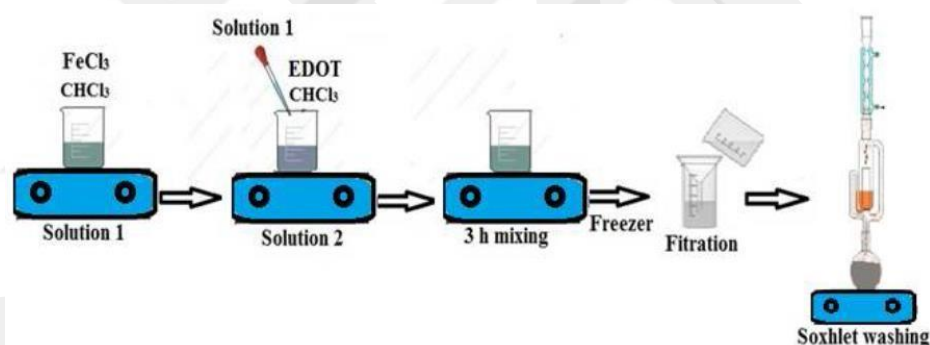 FeCl₃
CHCl₃
Solution 1
Solution 1
EDOT
CHCl₃
Solution 2
3 h mixing
Freezer
Fitration
Soxhlet washing